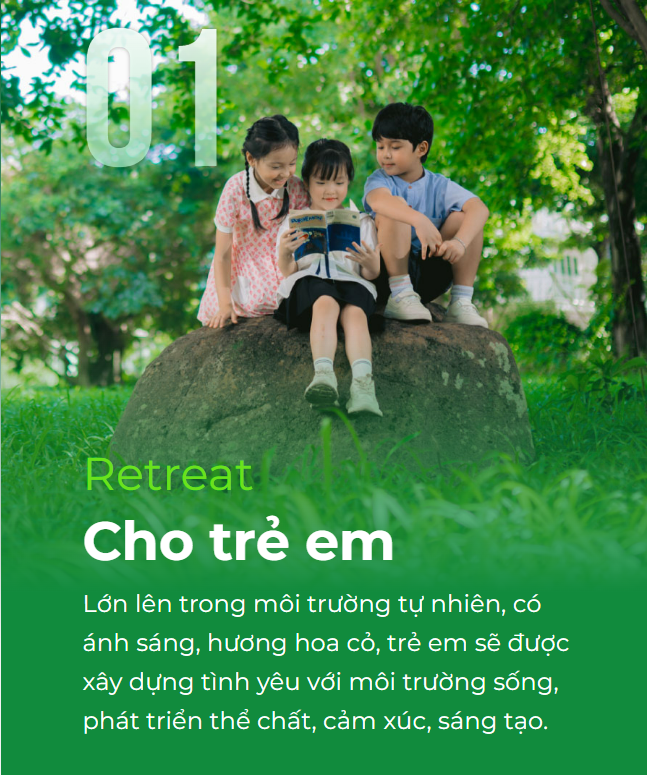 01
Retreat
Cho trẻ em
Lớn lên trong môi trường tự nhiên, có
ánh sáng, hương hoa cỏ, trẻ em sẽ được
xây dựng tình yêu với môi trường sống,
phát triển thể chất, cảm xúc, sáng tạo.